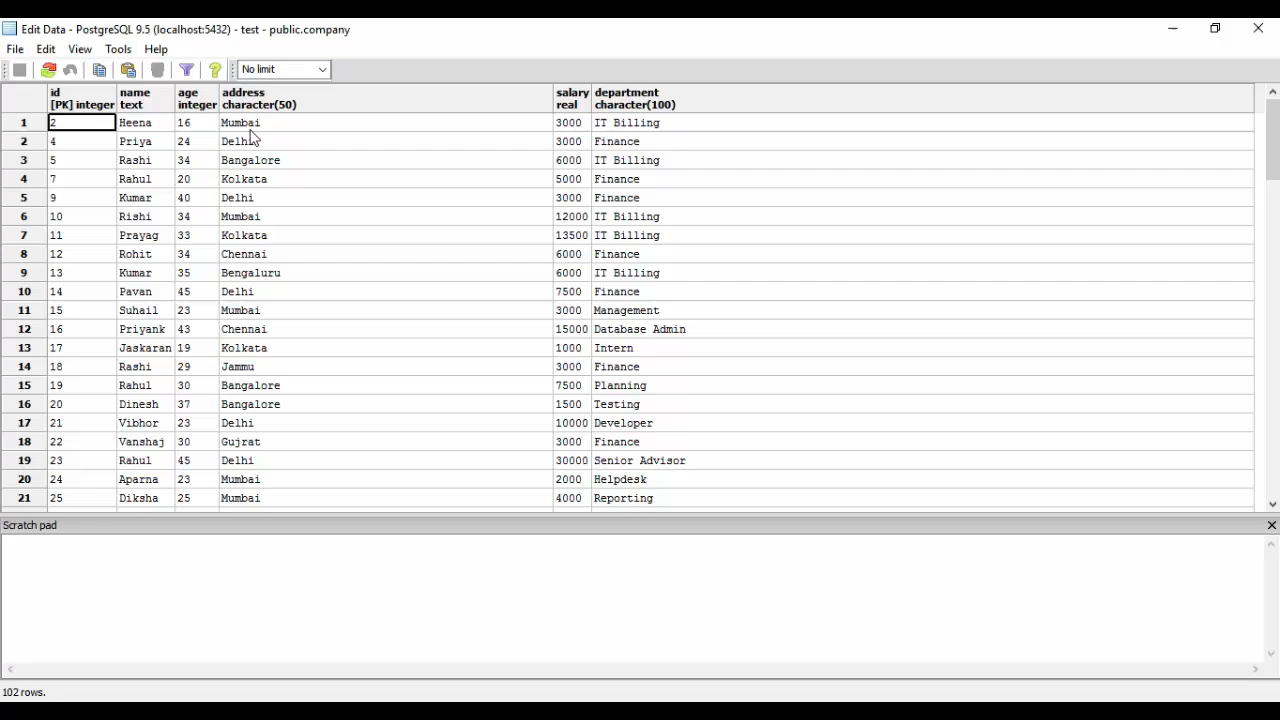 Edit Data - PostgreSQL 9.5 (localhost:5432) - test - public.company
File Edit View Tools Help
No limit
id name age address salary department
[PK] integer text integer character(50) real character(100)
1 2 Heena 16 Mumbai 3000 IT Billing
2 4 Priya 24 Delhi 3000 Finance
3 5 Rashi 34 Bangalore 6000 IT Billing
4 7 Rahul 20 Kolkata 5000 Finance
5 9 Kumar 40 Delhi 3000 Finance
6 10 Rishi 34 Mumbai 12000 IT Billing
7 11 Prayag 33 Kolkata 13500 IT Billing
8 12 Rohit 34 Chennai 6000 Finance
9 13 Kumar 35 Bengaluru 6000 IT Billing
10 14 Pavan 45 Delhi 7500 Finance
11 15 Suhail 23 Mumbai 3000 Management
12 16 Priyank 43 Chennai 15000 Database Admin
13 17 Jaskaran 19 Kolkata 1000 Intern
14 18 Rashi 29 Jammu 3000 Finance
15 19 Rahul 30 Bangalore 7500 Planning
16 20 Dinesh 37 Bangalore 1500 Testing
17 21 Vibhor 23 Delhi 10000 Developer
18 22 Vanshaj 30 Gujrat 3000 Finance
19 23 Rahul 45 Delhi 30000 Senior Advisor
20 24 Aparna 23 Mumbai 2000 Helpdesk
21 25 Diksha 25 Mumbai 4000 Reporting
Scratch pad
102 rows.